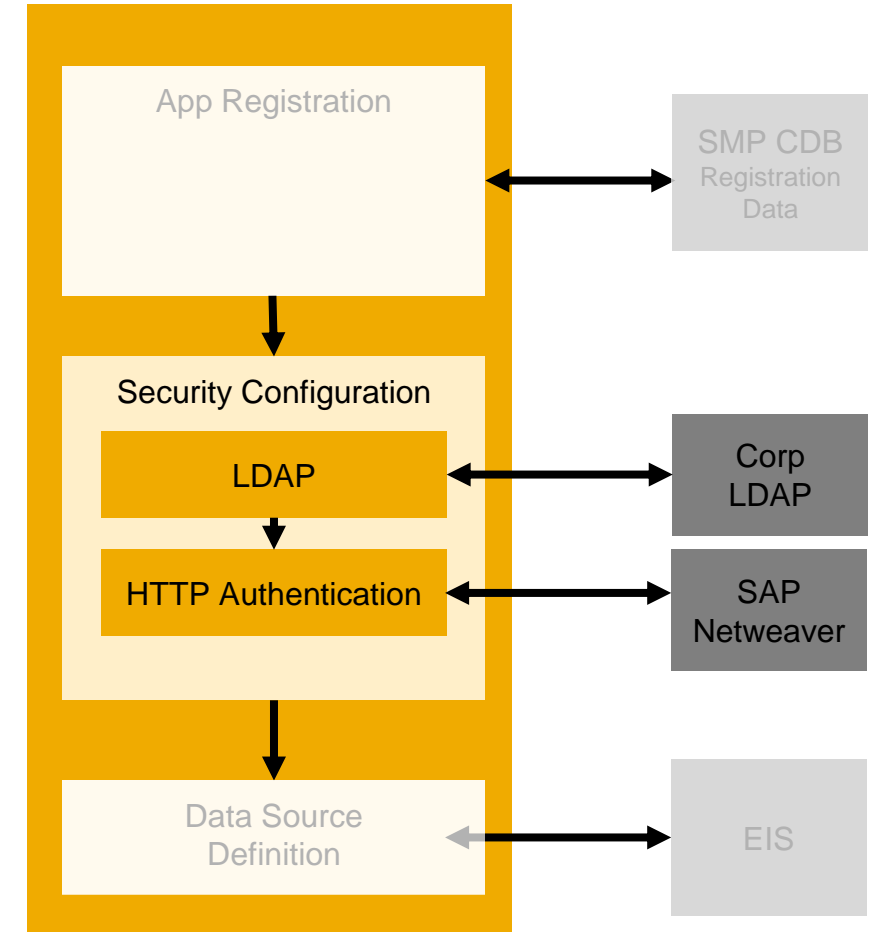 App Registration
SMP CDB
Registration
Data
Security Configuration
LDAP
Corp
LDAP
HTTP Authentication
SAP
Netweaver
Data Source
Definition
EIS